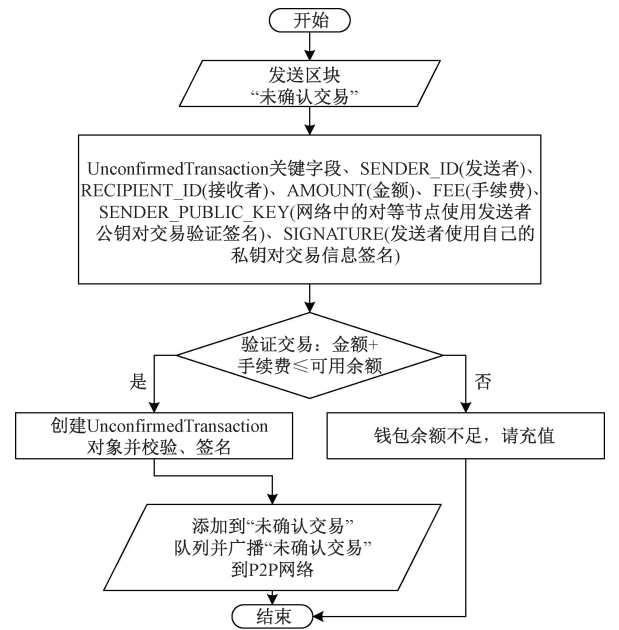 开始
发送区块
“未确认交易”
UnconfirmedTransaction关键字段、SENDER_ID(发送者)、
RECIPIENT_ID(接收者)、AMOUNT(金额)、FEE(手续费)、
SENDER_PUBLIC_KEY(网络中的对等节点使用发送者
公钥对交易验证签名)、SIGNATURE(发送者使用自己的
私钥对交易信息签名)
验证交易：金额+
手续费≤可用余额
是
否
创建UnconfirmedTransaction
对象并校验、签名
钱包余额不足，请充值
添加到“未确认交易”
队列并广播“未确认交易”
到P2P网络
结束